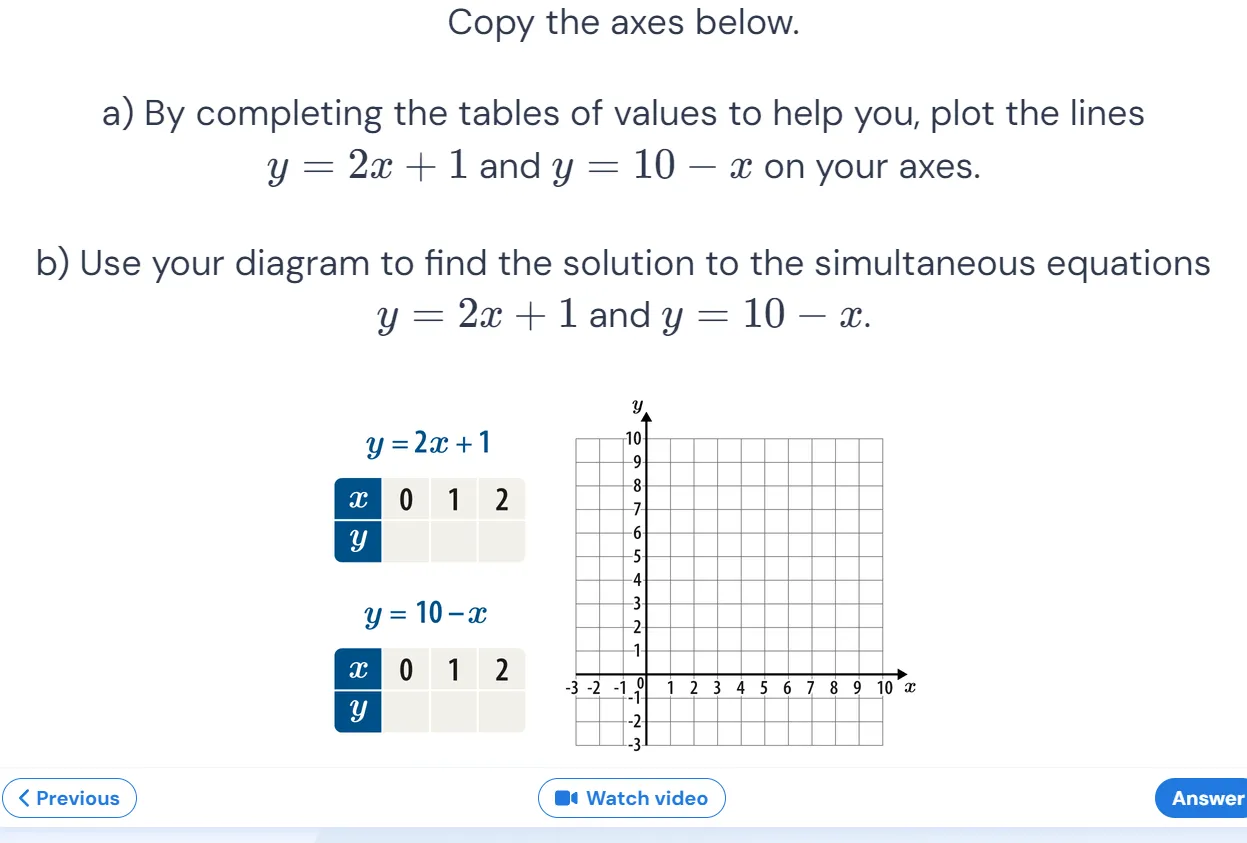 Copy the axes below.
a) By completing the tables of values to help you, plot the lines
y = 2x + 1 and y = 10 − x on your axes.
b) Use your diagram to find the solution to the simultaneous equations
y = 2x + 1 and y = 10 − x.
y = 2x + 1
x 0 1 2
y
y = 10 − x
x 0 1 2
y
y
10
9
8
7
6
5
4
3
2
1
-3 -2 -1 0 1 2 3 4 5 6 7 8 9 10 x
-1
-2
-3
Previous
Watch video
Answer